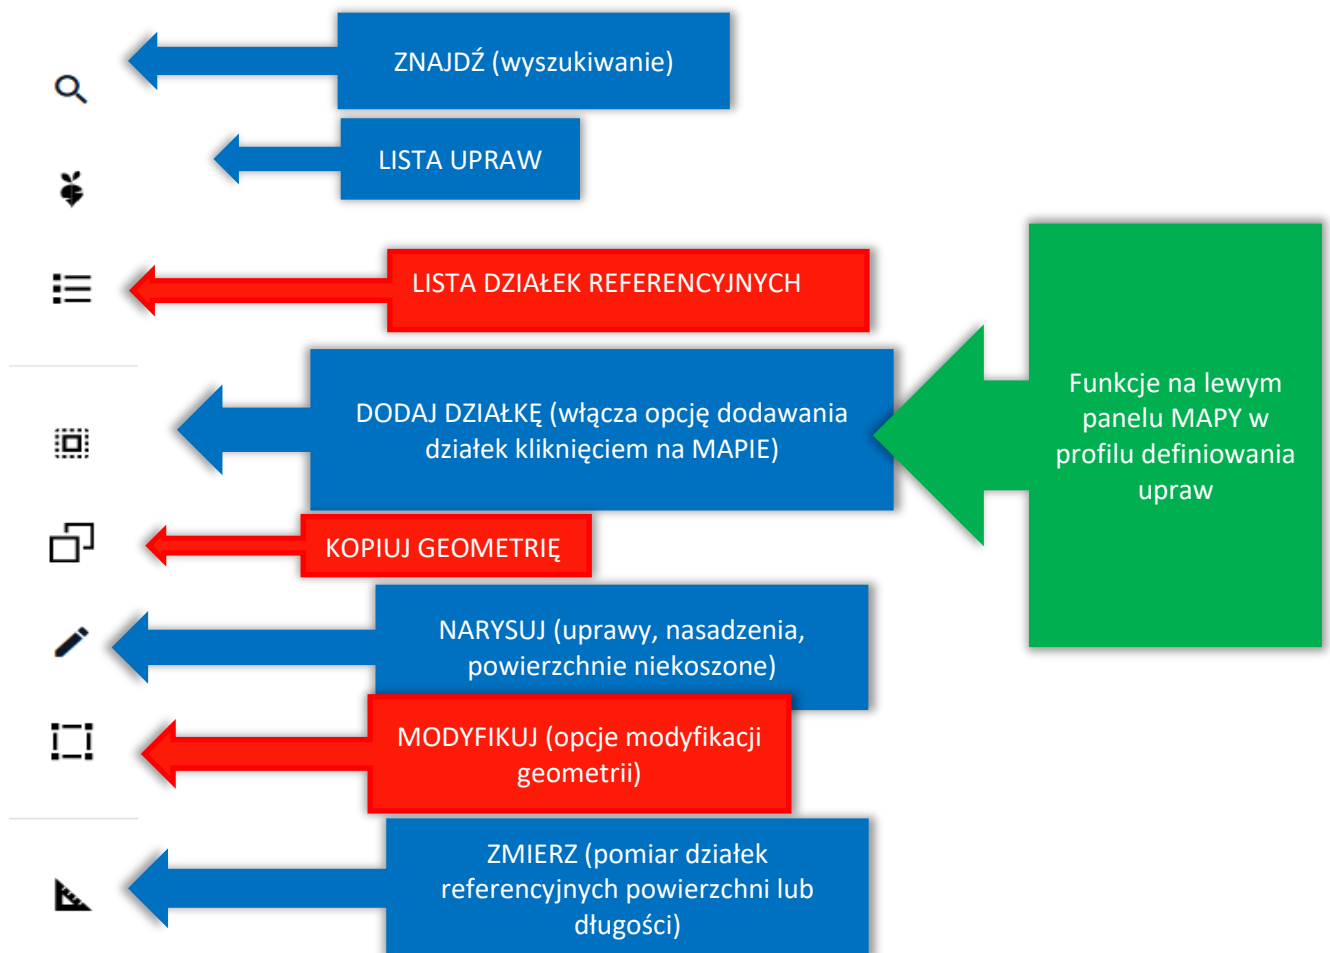 ZNAJDŹ (wyszukiwanie)
LISTA UPRAW
LISTA DZIAŁEK REFERENCYJNYCH
DODAJ DZIAŁKĘ (włącza opcję dodawania
działek kliknięciem na MAPIE)
Funkcje na lewym
panelu MAPY w
profilu definiowania
upraw
KOPIUJ GEOMETRIĘ
NARYSUJ (uprawy, nasadzenia,
powierzchnie niekoszone)
MODYFIKUJ (opcje modyfikacji
geometrii)
ZMIERZ (pomiar działek
referencyjnych powierzchni lub
długości)